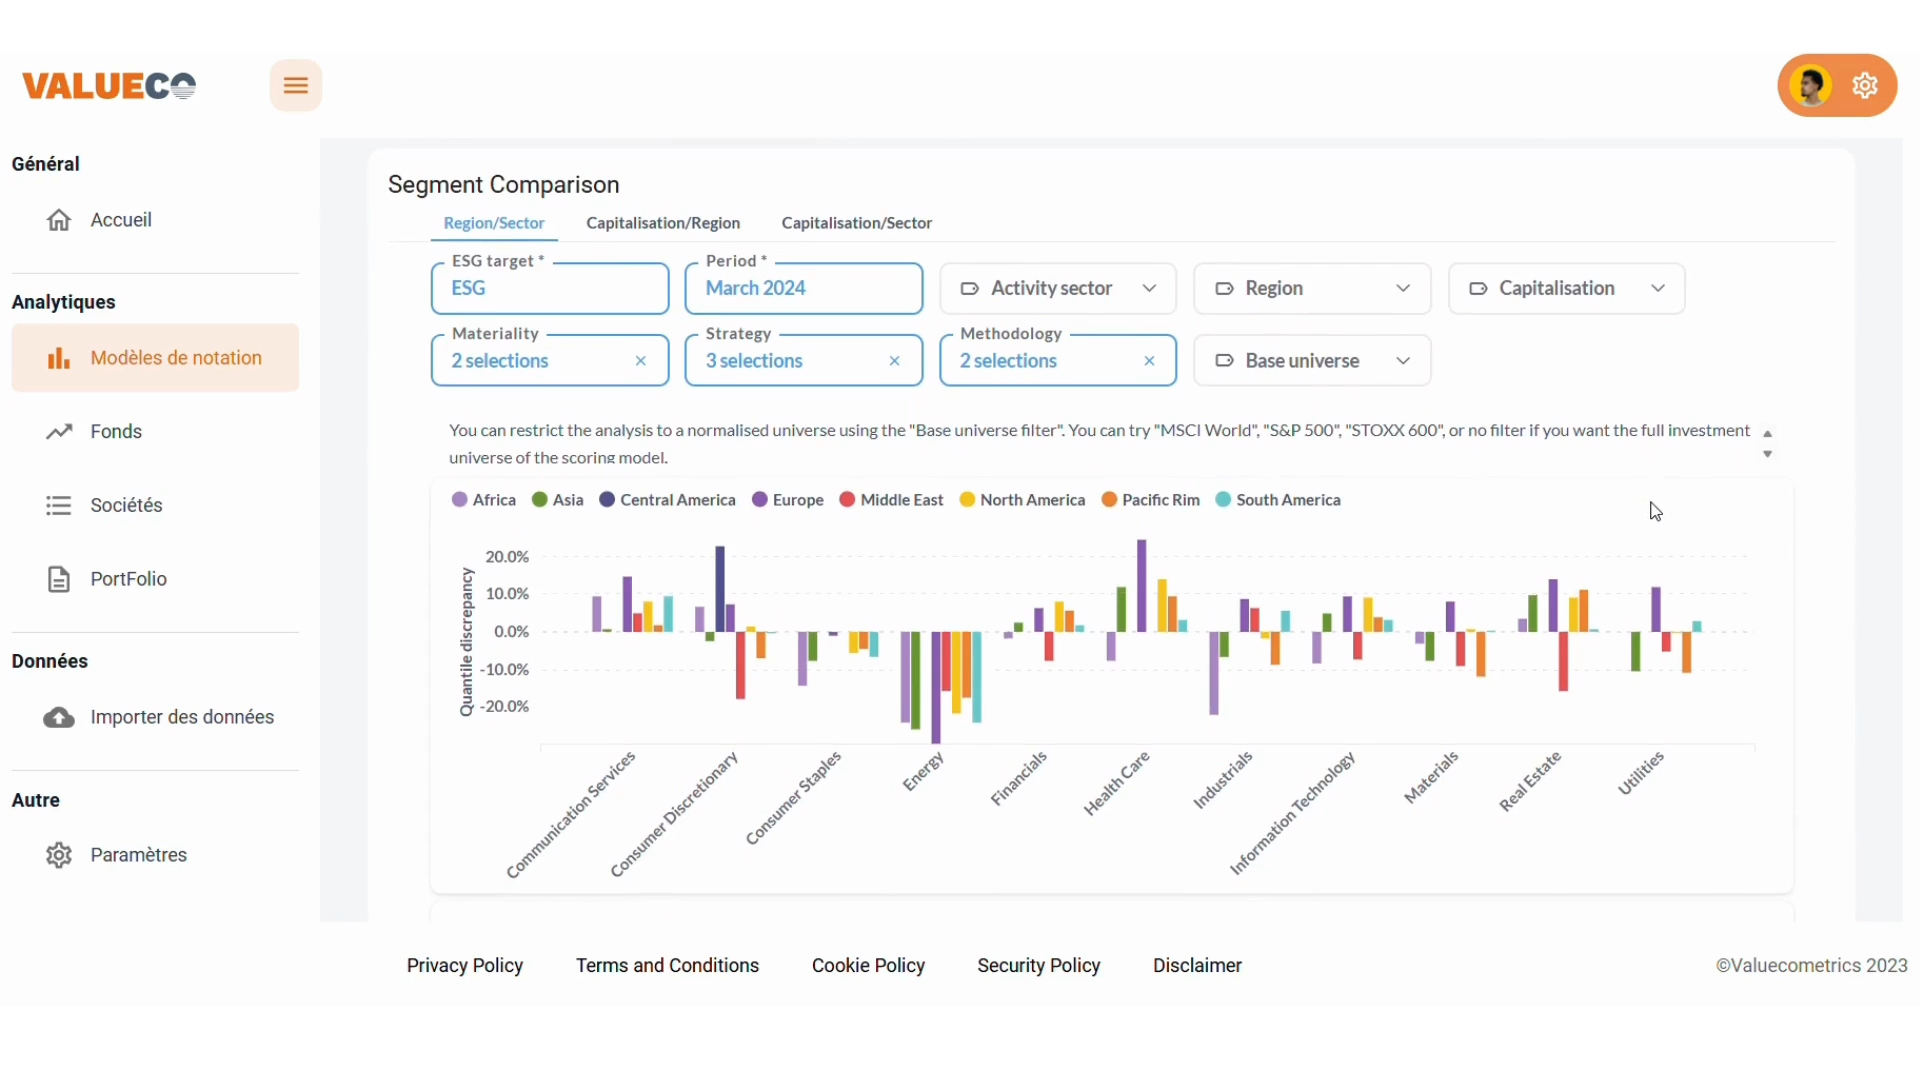 VALUECO
Général
Accueil
Analytiques
Modèles de notation
Fonds
Sociétés
PortFolio
Données
Importer des données
Autre
Paramètres
Segment Comparison
Region/Sector Capitalisation/Region Capitalisation/Sector
ESG target * Period *
ESG March 2024 Activity sector Region Capitalisation
Materiality Strategy Methodology
2 selections × 3 selections × 2 selections × Base universe
You can restrict the analysis to a normalised universe using the "Base universe filter". You can try "MSCI World", "S&P 500", "STOXX 600", or no filter if you want the full investment
universe of the scoring model.
Africa Asia Central America Europe Middle East North America Pacific Rim South America
Quantile discrepancy
20.0%
10.0%
0.0%
-10.0%
-20.0%
Communication Services
Consumer Discretionary
Consumer Staples
Energy
Financials
Health Care
Industrials
Information Technology
Materials
Real Estate
Utilities
Privacy Policy Terms and Conditions Cookie Policy Security Policy Disclaimer ©Valuecometrics 2023